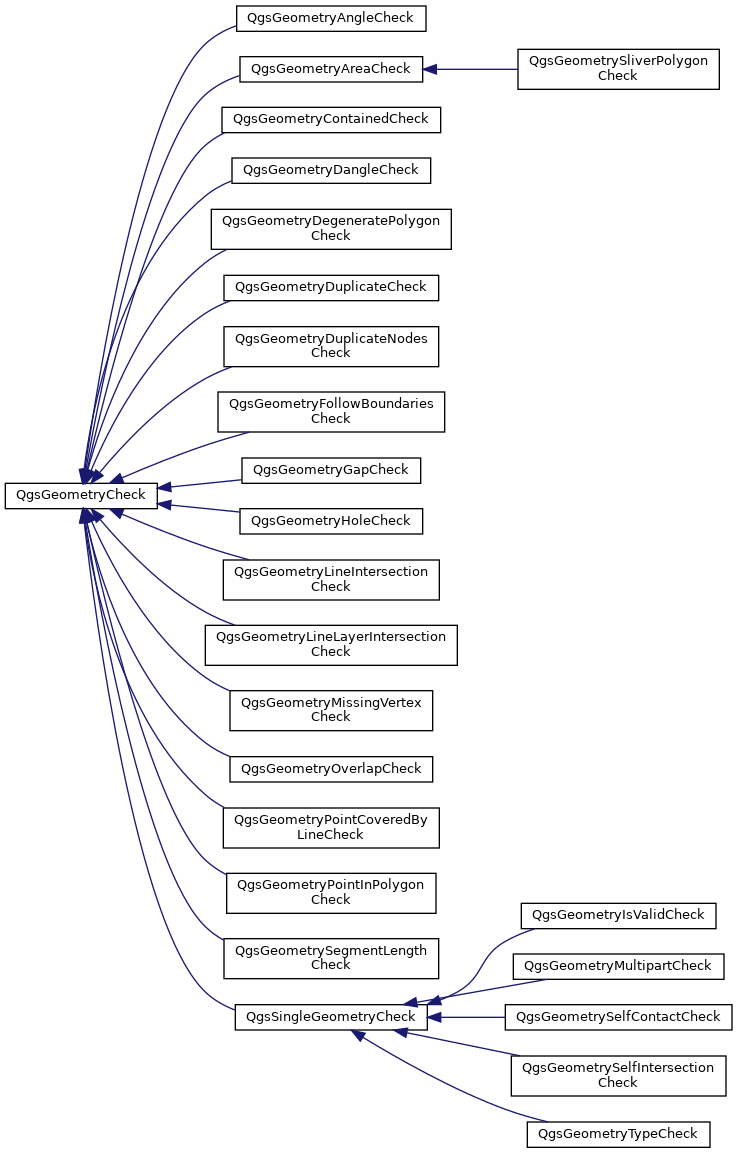 QgsGeometryAngleCheck
QgsGeometryAreaCheck
QgsGeometrySliverPolygon
Check
QgsGeometryContainedCheck
QgsGeometryDangleCheck
QgsGeometryDegeneratePolygon
Check
QgsGeometryDuplicateCheck
QgsGeometryDuplicateNodes
Check
QgsGeometryFollowBoundaries
Check
QgsGeometryGapCheck
QgsGeometryCheck
QgsGeometryHoleCheck
QgsGeometryLineIntersection
Check
QgsGeometryLineLayerIntersection
Check
QgsGeometryMissingVertex
Check
QgsGeometryOverlapCheck
QgsGeometryPointCoveredBy
LineCheck
QgsGeometryPointInPolygon
Check
QgsGeometrySegmentLength
Check
QgsSingleGeometryCheck
QgsGeometryIsValidCheck
QgsGeometryMultipartCheck
QgsGeometrySelfContactCheck
QgsGeometrySelfIntersection
Check
QgsGeometryTypeCheck